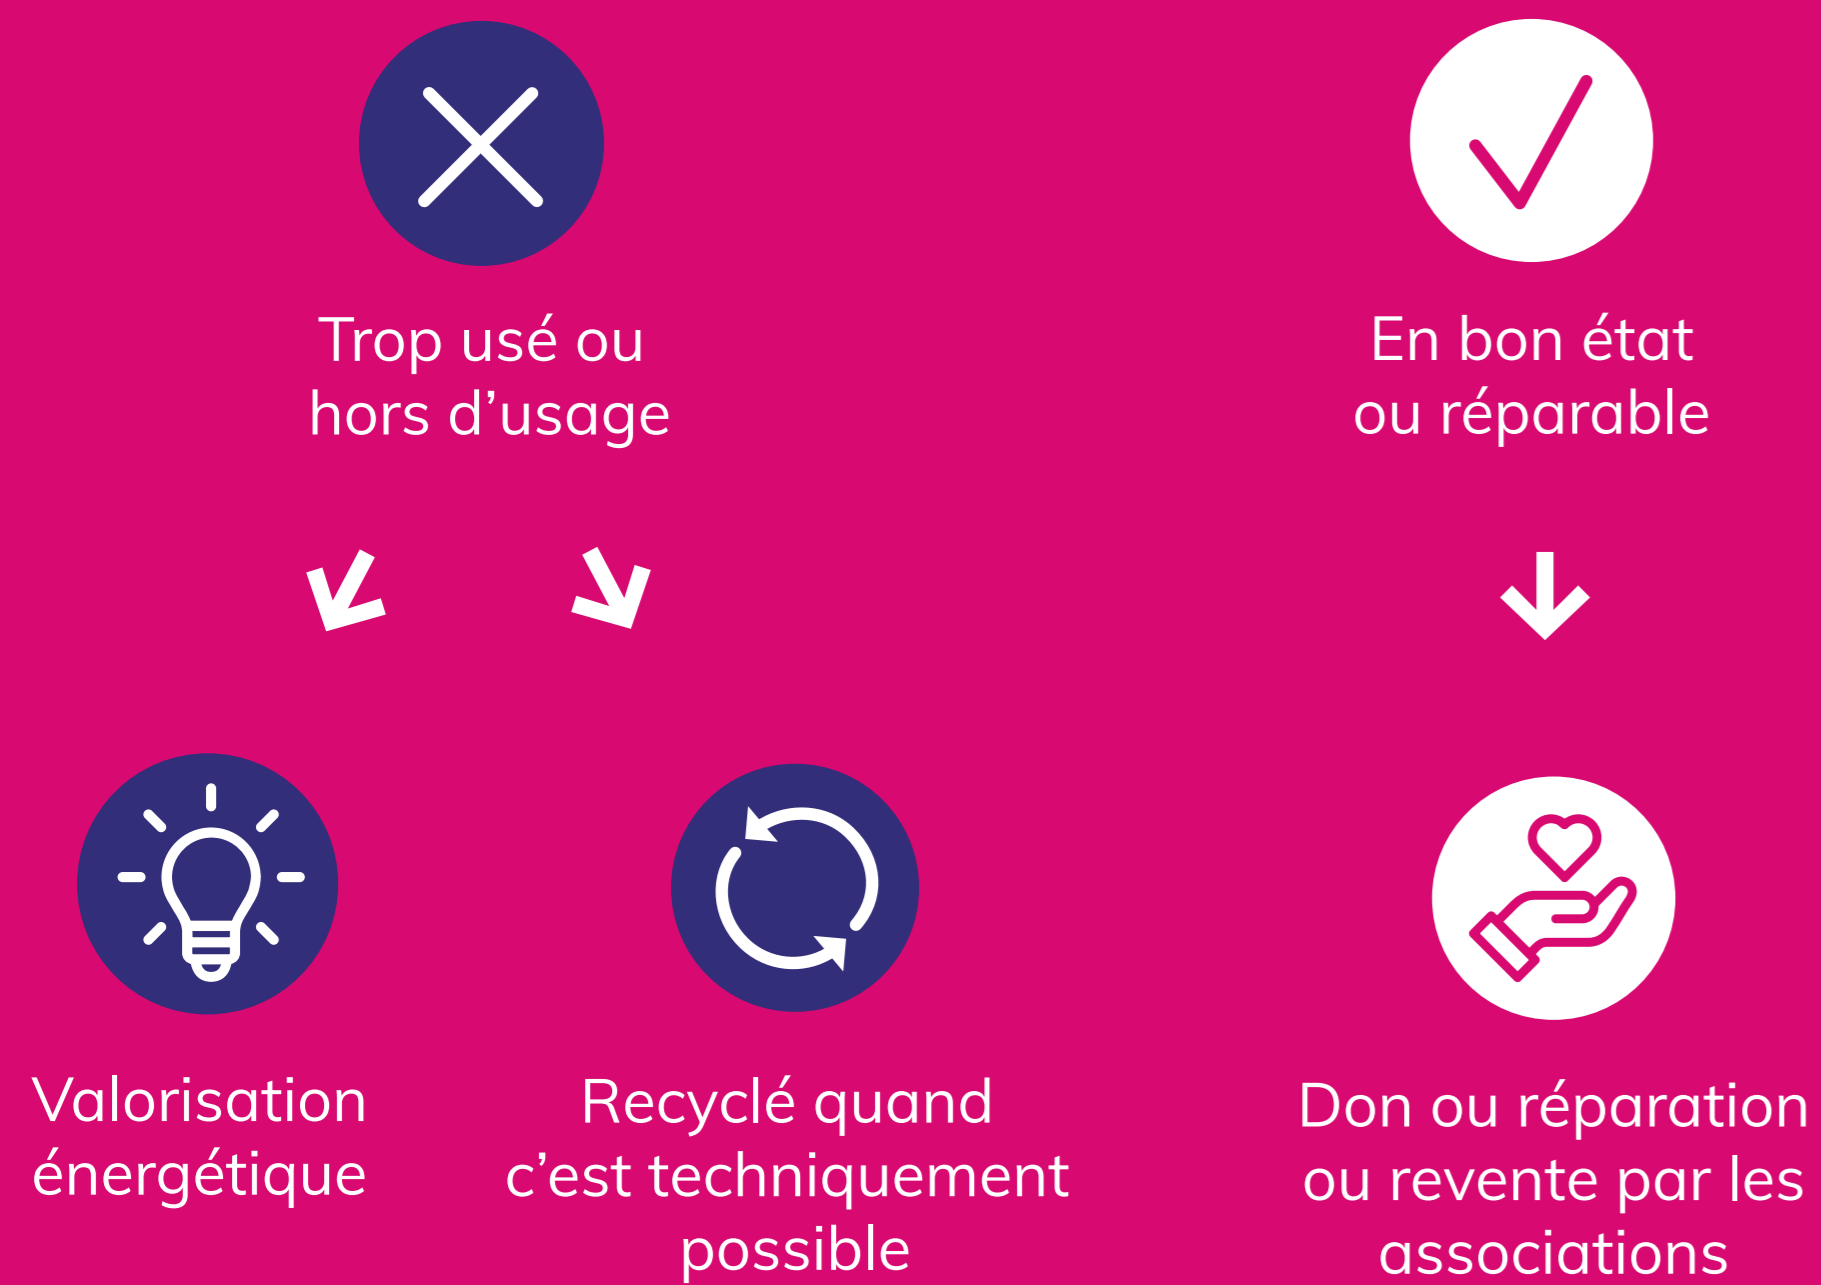 Trop usé ou
hors d’usage
En bon état
ou réparable
Valorisation
énergétique
Recyclé quand
c’est techniquement
possible
Don ou réparation
ou revente par les
associations